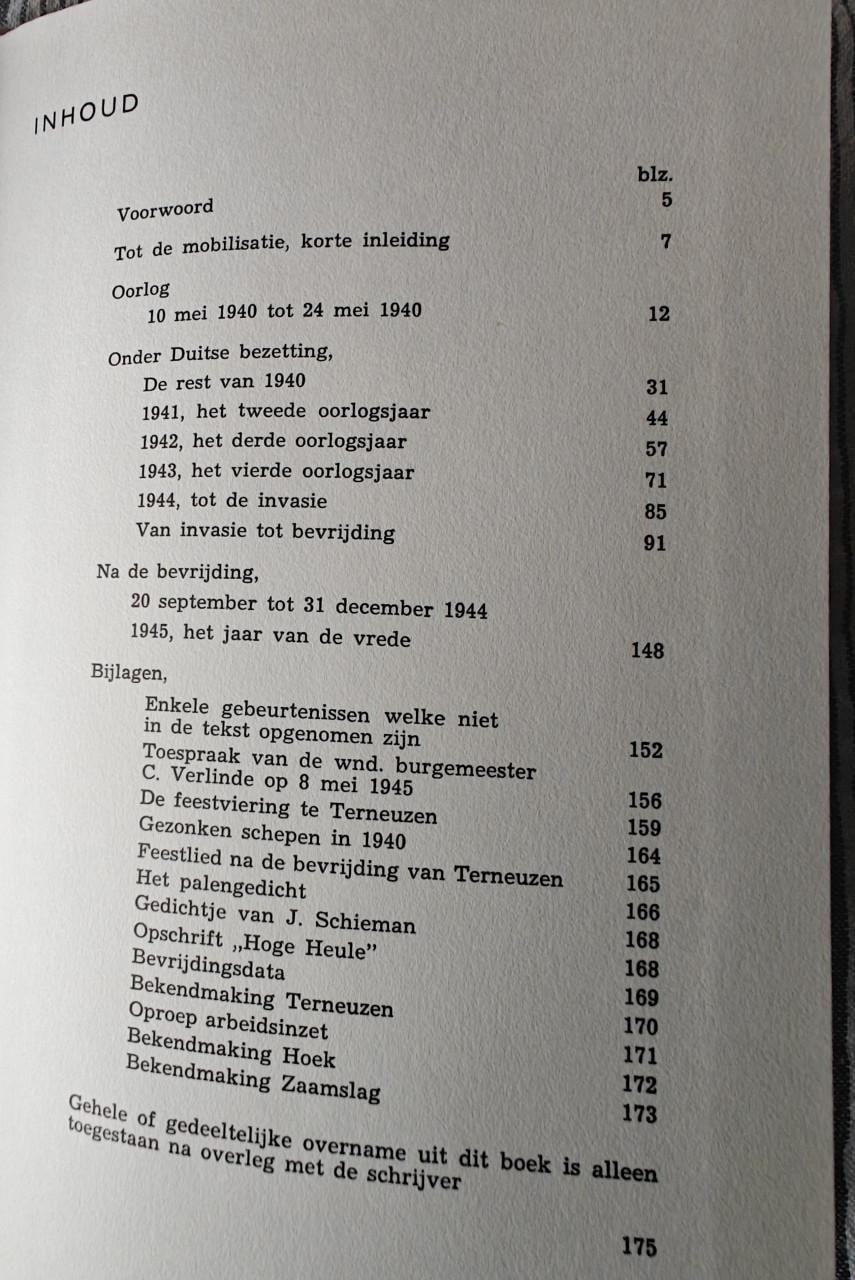 INHOUD
blz.
Voorwoord 5
Tot de mobilisatie, korte inleiding 7
Oorlog
10 mei 1940 tot 24 mei 1940 12
Onder Duitse bezetting,
De rest van 1940 31
1941, het tweede oorlogsjaar 44
1942, het derde oorlogsjaar 57
1943, het vierde oorlogsjaar 71
1944, tot de invasie 85
Van invasie tot bevrijding 91
Na de bevrijding,
20 september tot 31 december 1944
1945, het jaar van de vrede 148
Bijlagen,
Enkele gebeurtenissen welke niet
in de tekst opgenomen zijn 152
Toespraak van de wnd. burgemeester
C. Verlinde op 8 mei 1945 156
De feestviering te Terneuzen 159
Gezonken schepen in 1940 164
Feestlied na de bevrijding van Terneuzen 165
Het palengedicht 166
Gedichtje van J. Schieman 168
Opschrift „Hoge Heule” 168
Bevrijdingsdata 169
Bekendmaking Terneuzen 170
Oproep arbeidsinzet 171
Bekendmaking Hoek 172
Bekendmaking Zaamslag 173
Gehele of gedeeltelijke overname uit dit boek is alleen
toegestaan na overleg met de schrijver
175